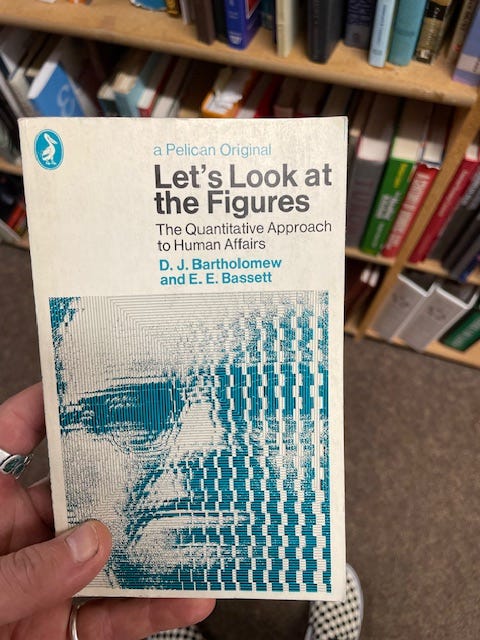 a Pelican Original
Let's Look at
the Figures
The Quantitative Approach
to Human Affairs
D. J. Bartholomew
and E. E. Bassett